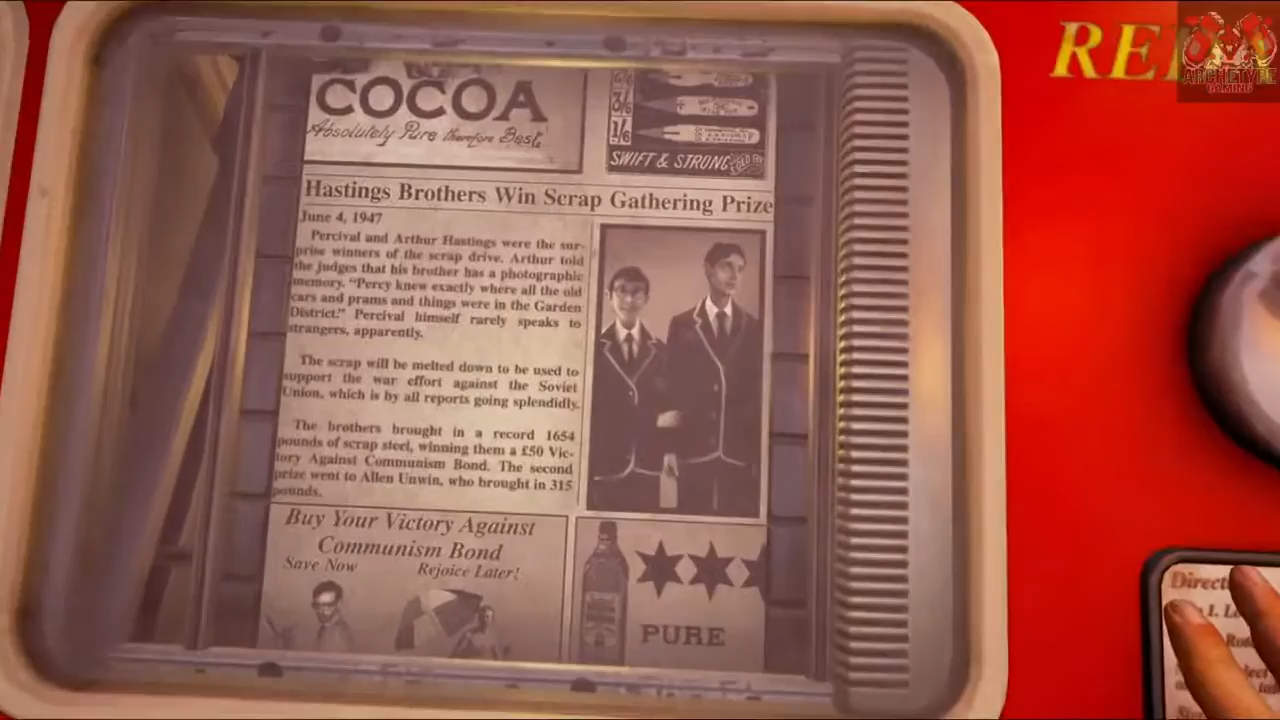 COCOA
Absolutely Pure therefore Best.
3/6
1/6
SWIFT & STRONG
Hastings Brothers Win Scrap Gathering Prize
June 4, 1947
Percival and Arthur Hastings were the sur-
prise winners of the scrap drive. Arthur told
the judges that his brother has a photographic
memory. "Percy knew exactly where all the old
cars and prams and things were in the Garden
District." Percival himself rarely speaks to
strangers, apparently.
The scrap will be melted down to be used to
support the war effort against the Soviet
Union, which is by all reports going splendidly.
The brothers brought in a record 1654
pounds of scrap steel, winning them a £50 Vic-
tory Against Communism Bond. The second
prize went to Allen Unwin, who brought in 315
pounds.
Buy Your Victory Against
Communism Bond
Save Now Rejoice Later!
PURE
ARCHETYPE
GAMING